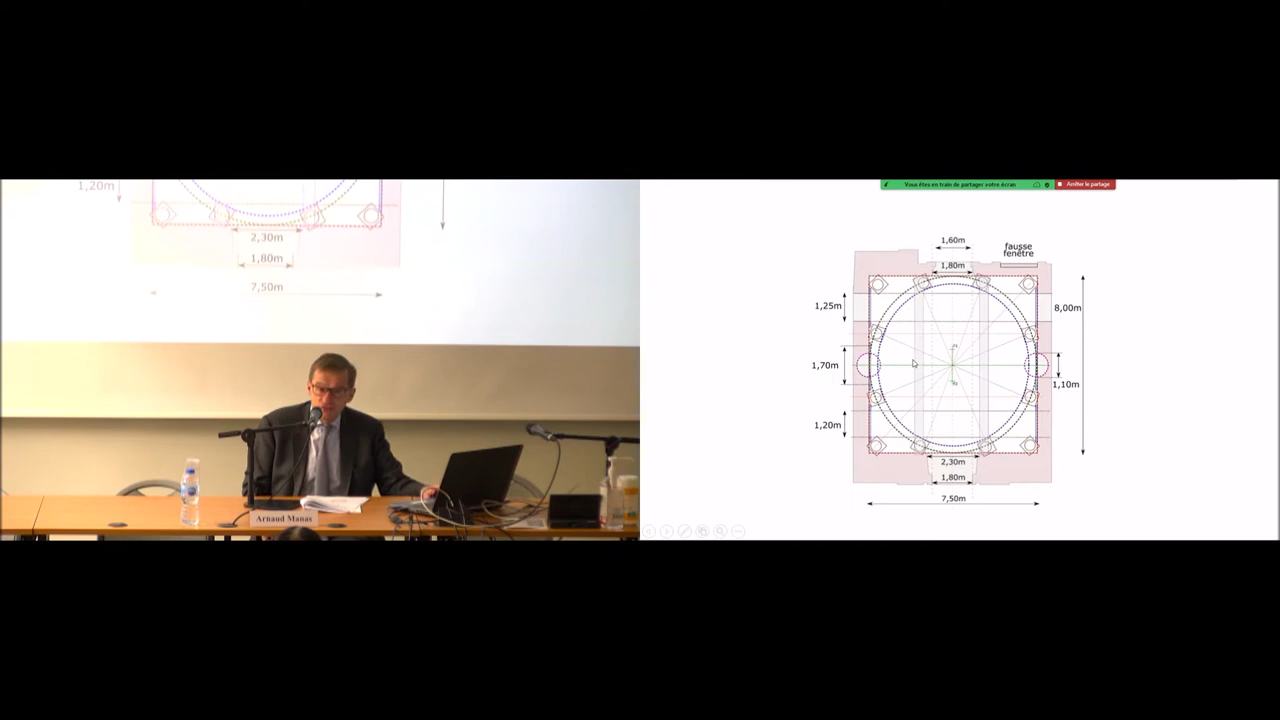 1,20m
2,30m
1,80m
7,50m
Arnaud Manas
Vous êtes en train de partager votre écran
Arrêter le partage
1,60m
fausse
fenêtre
1,80m
1,25m
8,00m
1,70m
1,10m
1,20m
2,30m
1,80m
7,50m